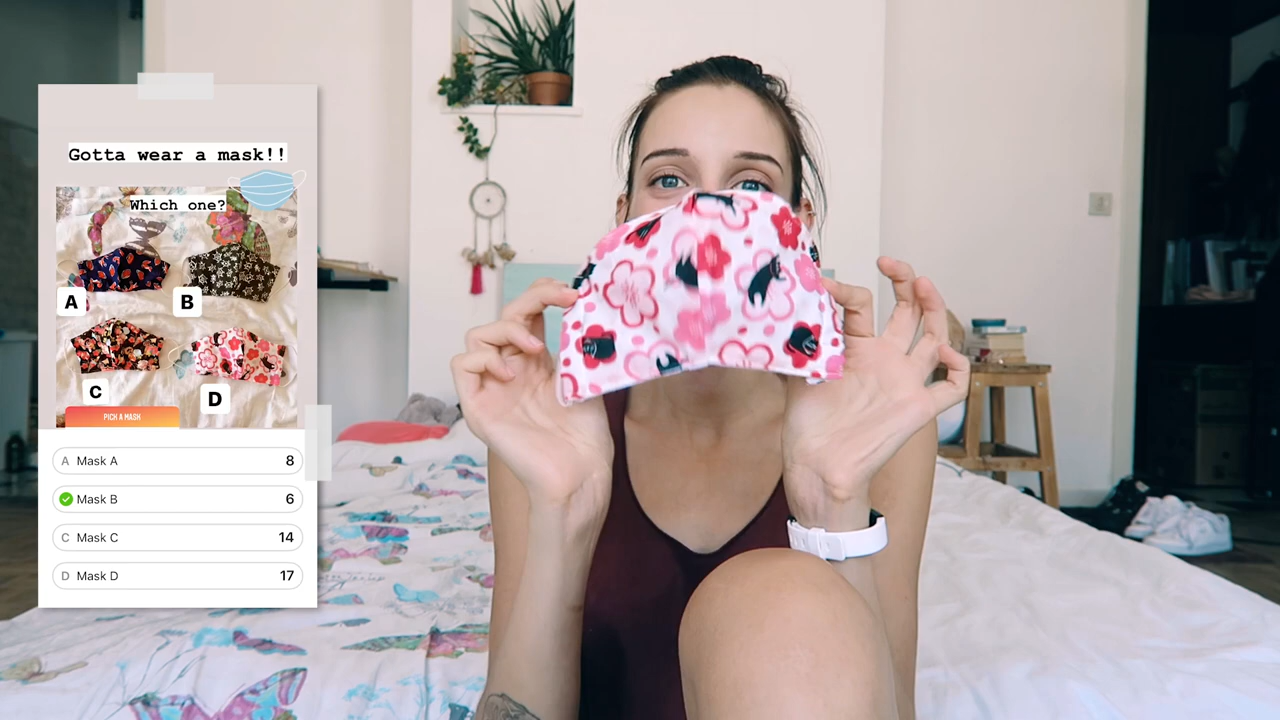 Gotta wear a mask!!
Which one?
A
B
C
D
PICK A MASK
A Mask A 8
Mask B 6
C Mask C 14
D Mask D 17